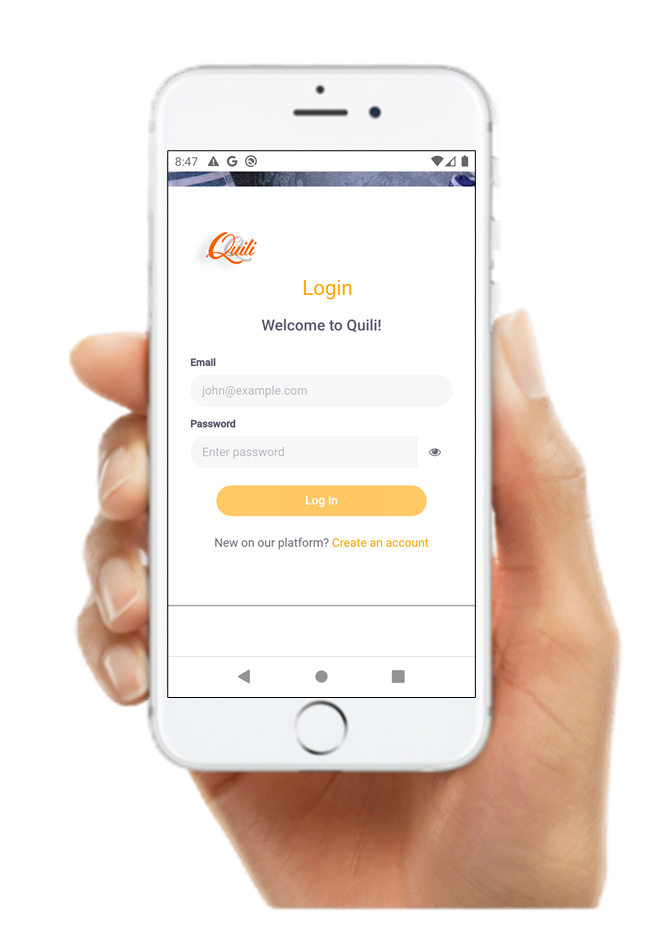 8:47
Quili
Login
Welcome to Quili!
Email
john@example.com
Password
Enter password
Log in
New on our platform? Create an account